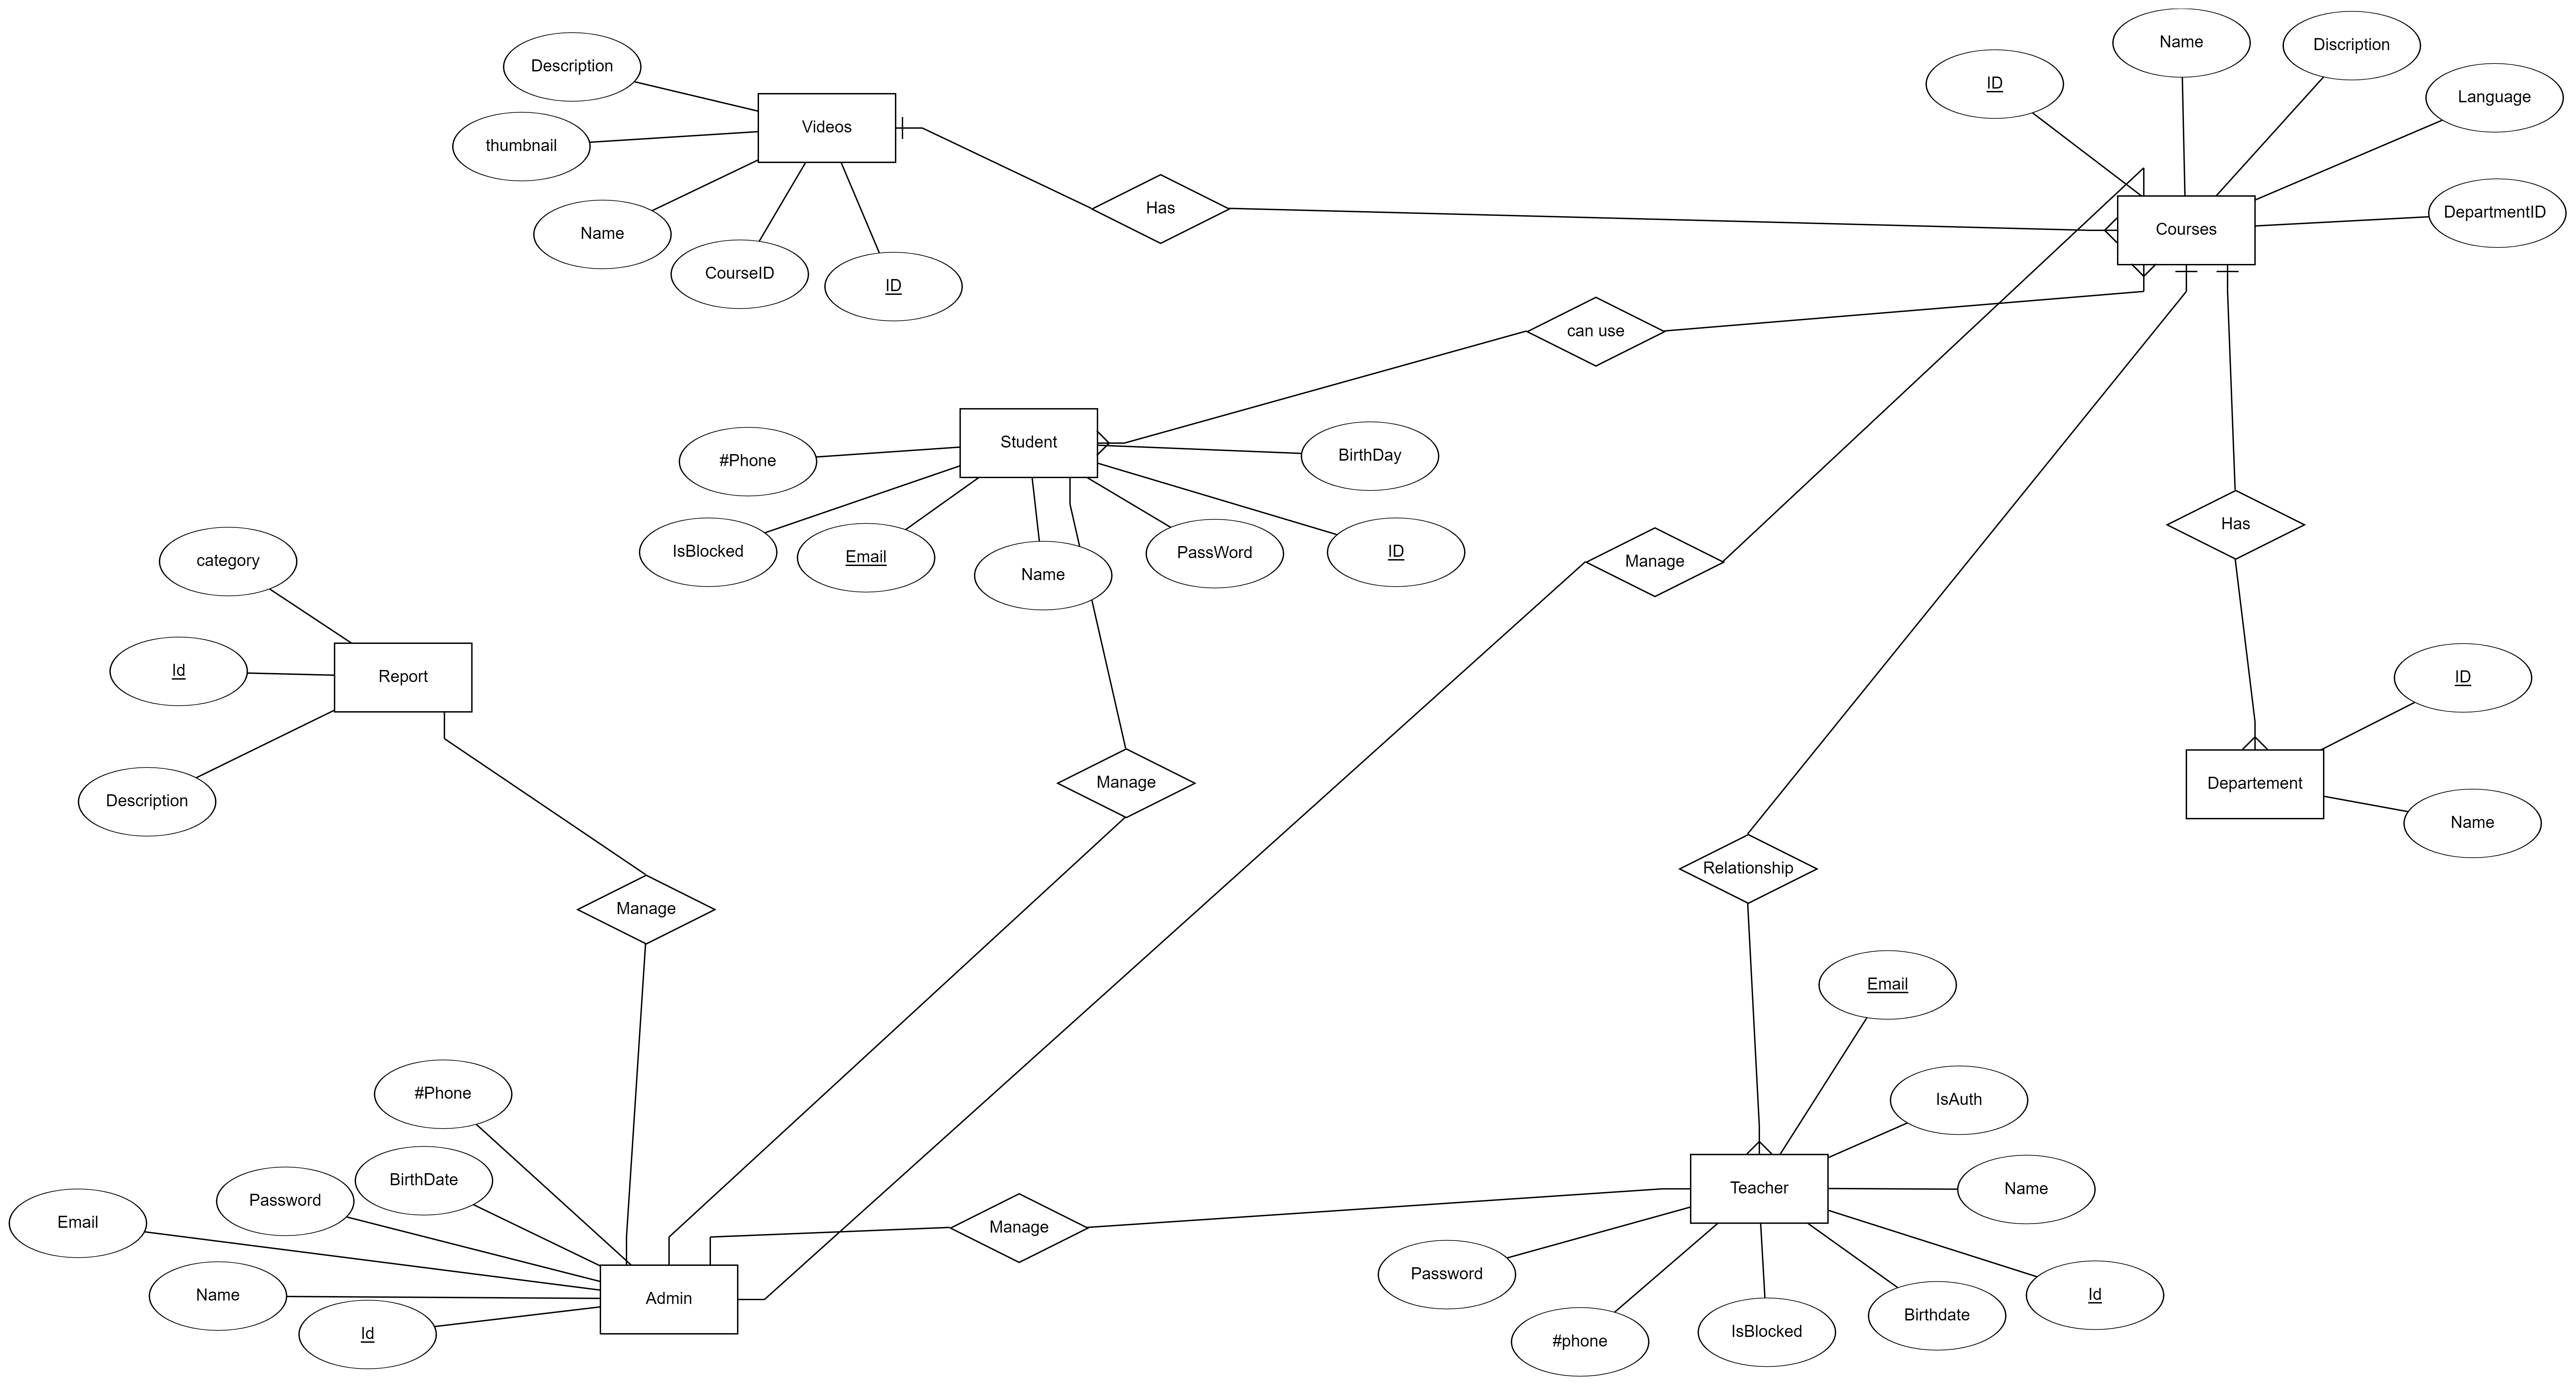 Name
Discription
Description
ID
Language
Videos
thumbnail
Has
DepartmentID
Name
Courses
CourseID
ID
can use
Student
BirthDay
#Phone
IsBlocked
Email
Name
PassWord
ID
Has
category
Manage
Id
Report
ID
Manage
Departement
Description
Name
Relationship
Manage
Email
#Phone
IsAuth
BirthDate
Password
Teacher
Name
Email
Manage
Name
Admin
Password
Id
Birthdate
Id
#phone
IsBlocked